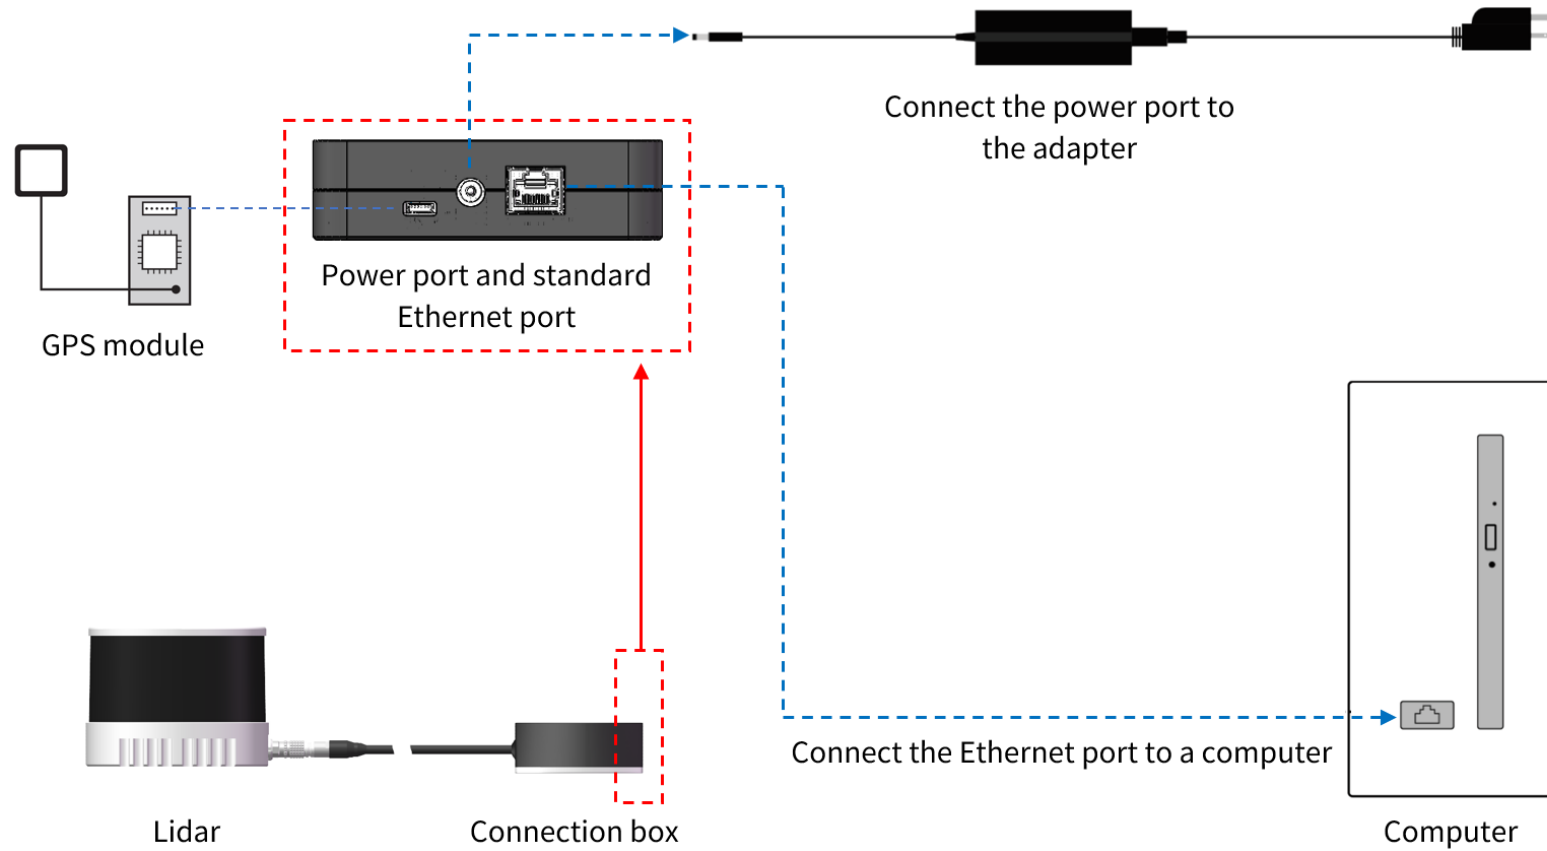 Connect the power port to
the adapter
Power port and standard
Ethernet port
GPS module
Connect the Ethernet port to a computer
Lidar
Connection box
Computer